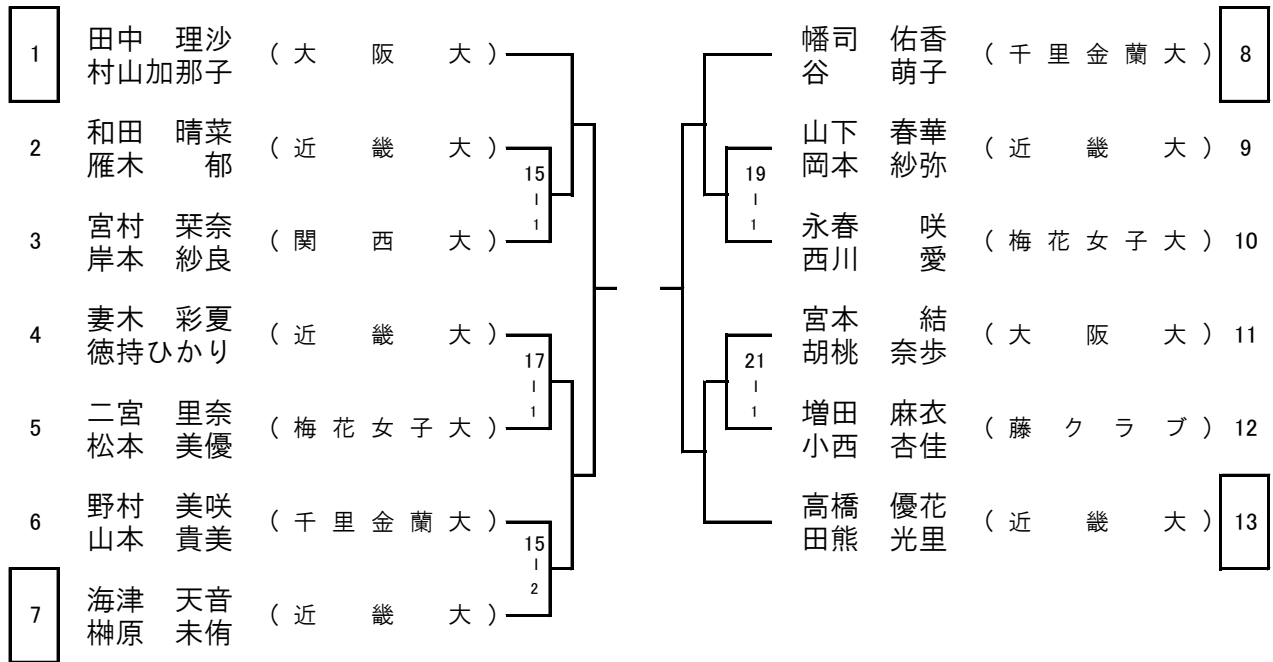 1 田中　理沙 (大阪大)
村山加那子
2 和田　晴菜 (近畿大)
雁木　郁
15
|
1
3 宮村　栞奈 (関西大)
岸本　紗良
4 妻木　彩夏 (近畿大)
徳持ひかり
17
|
1
5 二宮　里奈 (梅花女子大)
松本　美優
6 野村　美咲 (千里金蘭大)
山本　貴美
15
|
2
7 海津　天音 (近畿大)
榊原　未侑
幡司　佑香 (千里金蘭大) 8
谷　萌子
山下　春華 (近畿大) 9
岡本　紗弥
19
|
1
永春　咲 (梅花女子大) 10
西川　愛
宮本　結 (大阪大) 11
胡桃　奈歩
21
|
1
増田　麻衣 (藤クラブ) 12
小西　杏佳
高橋　優花 (近畿大) 13
田熊　光里